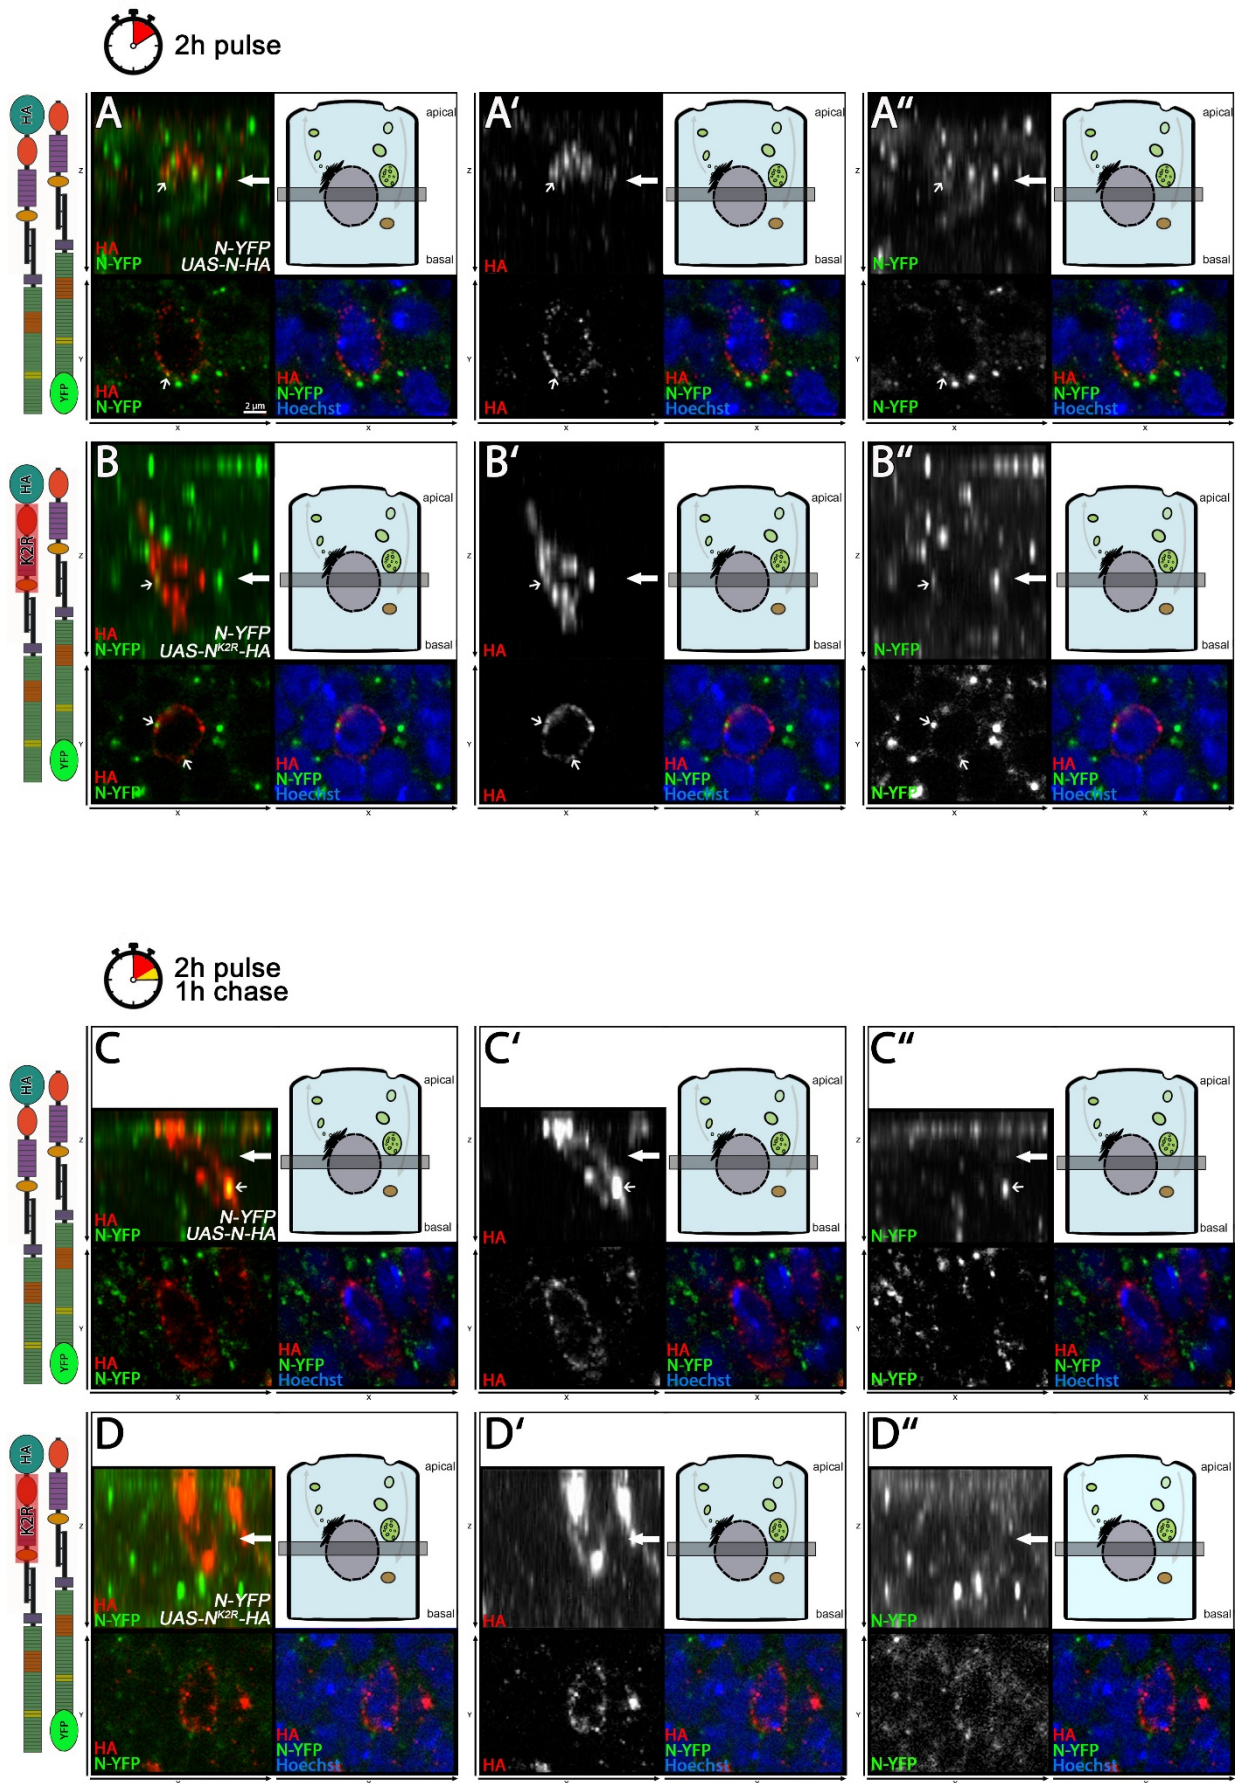 2h pulse
A
A‘
A“
HA
N-YFP
N-YFP
UAS-N-HA
apical
basal
HA
apical
basal
N-YFP
apical
basal
Z
Z
Z
HA
YFP
HA
N-YFP
2 µm
HA
N-YFP
Hoechst
HA
HA
N-YFP
Hoechst
N-YFP
HA
N-YFP
Hoechst
Y
Y
Y
X
X
X
X
X
X
B
B‘
B“
HA
K2R
YFP
HA
N-YFP
N-YFP
UAS-N^K2R-HA
apical
basal
HA
apical
basal
N-YFP
apical
basal
Z
Z
Z
HA
N-YFP
HA
N-YFP
Hoechst
HA
HA
N-YFP
Hoechst
N-YFP
HA
N-YFP
Hoechst
Y
Y
Y
X
X
X
X
X
X
2h pulse
1h chase
C
C‘
C“
HA
YFP
HA
N-YFP
N-YFP
UAS-N-HA
apical
basal
HA
apical
basal
N-YFP
apical
basal
Z
Z
Z
HA
N-YFP
HA
N-YFP
Hoechst
HA
HA
N-YFP
Hoechst
N-YFP
HA
N-YFP
Hoechst
Y
Y
Y
X
X
X
X
X
X
D
D‘
D“
HA
K2R
YFP
HA
N-YFP
N-YFP
UAS-N^K2R-HA
apical
basal
HA
apical
basal
N-YFP
apical
basal
Z
Z
Z
HA
N-YFP
HA
N-YFP
Hoechst
HA
HA
N-YFP
Hoechst
N-YFP
HA
N-YFP
Hoechst
Y
Y
Y